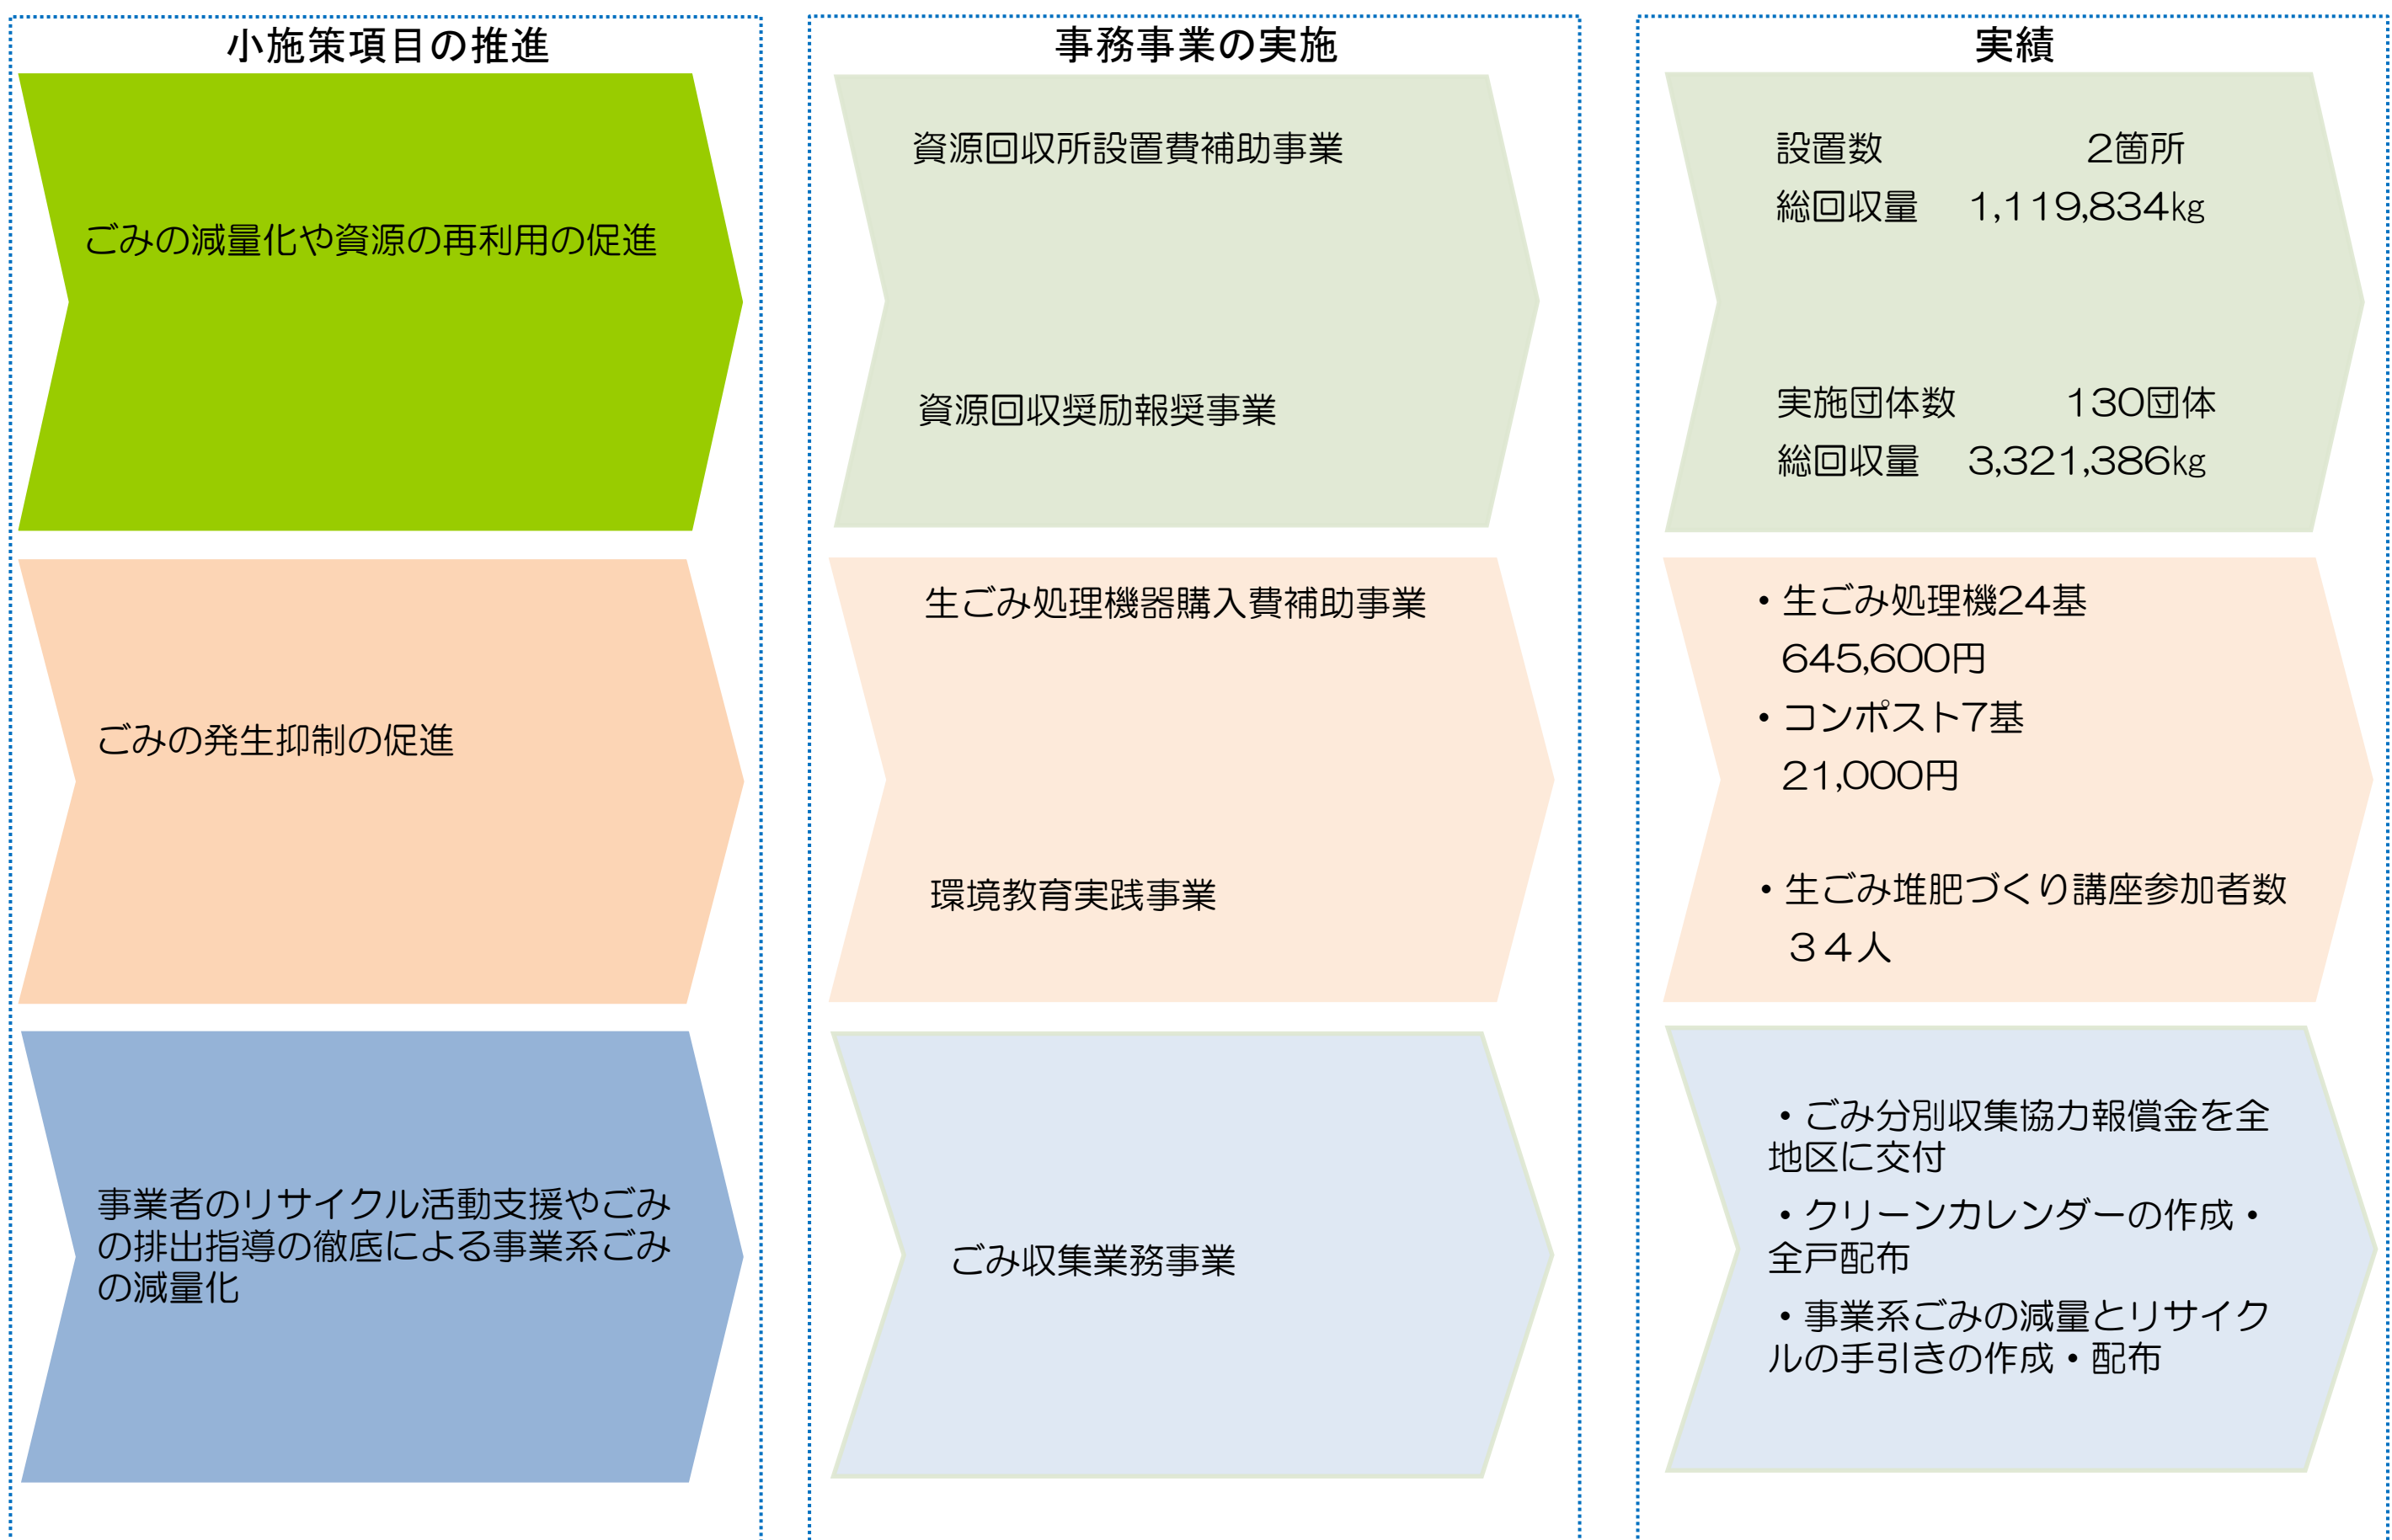 小施策項目の推進
ごみの減量化や資源の再利用の促進
ごみの発生抑制の促進
事業者のリサイクル活動支援やごみ
の排出指導の徹底による事業系ごみ
の減量化
事務事業の実施
資源回収所設置費補助事業
資源回収奨励報奨事業
生ごみ処理機器購入費補助事業
環境教育実践事業
ごみ収集業務事業
実績
設置数 2箇所
総回収量 1,119,834㎏
実施団体数 130団体
総回収量 3,321,386㎏
・生ごみ処理機24基
645,600円
・コンポスト7基
21,000円
・生ごみ堆肥づくり講座参加者数
３４人
・ごみ分別収集協力報償金を全
地区に交付
・クリーンカレンダーの作成・
全戸配布
・事業系ごみの減量とリサイク
ルの手引きの作成・配布